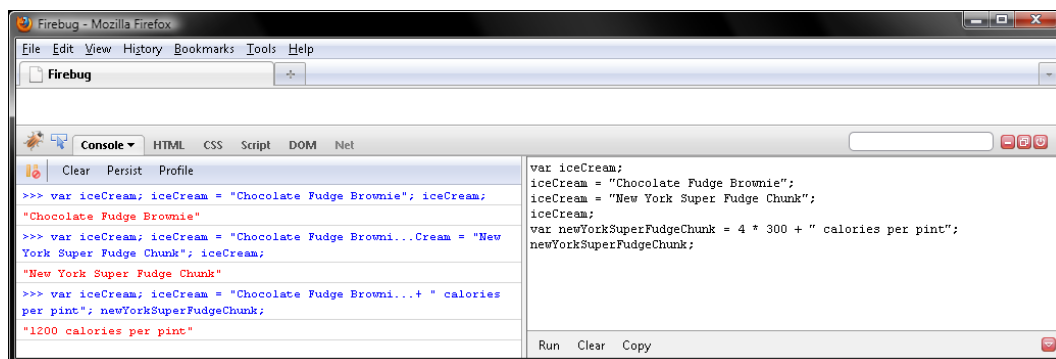 Firebug - Mozilla Firefox
File Edit View History Bookmarks Tools Help
Firebug
Console HTML CSS Script DOM Net
Clear Persist Profile
>>> var iceCream; iceCream = "Chocolate Fudge Brownie"; iceCream;
"Chocolate Fudge Brownie"
>>> var iceCream; iceCream = "Chocolate Fudge Browni...Cream = "New
York Super Fudge Chunk"; iceCream;
"New York Super Fudge Chunk"
>>> var iceCream; iceCream = "Chocolate Fudge Browni...+ " calories
per pint"; newYorkSuperFudgeChunk;
"1200 calories per pint"
var iceCream;
iceCream = "Chocolate Fudge Brownie";
iceCream = "New York Super Fudge Chunk";
iceCream;
var newYorkSuperFudgeChunk = 4 * 300 + " calories per pint";
newYorkSuperFudgeChunk;
Run Clear Copy